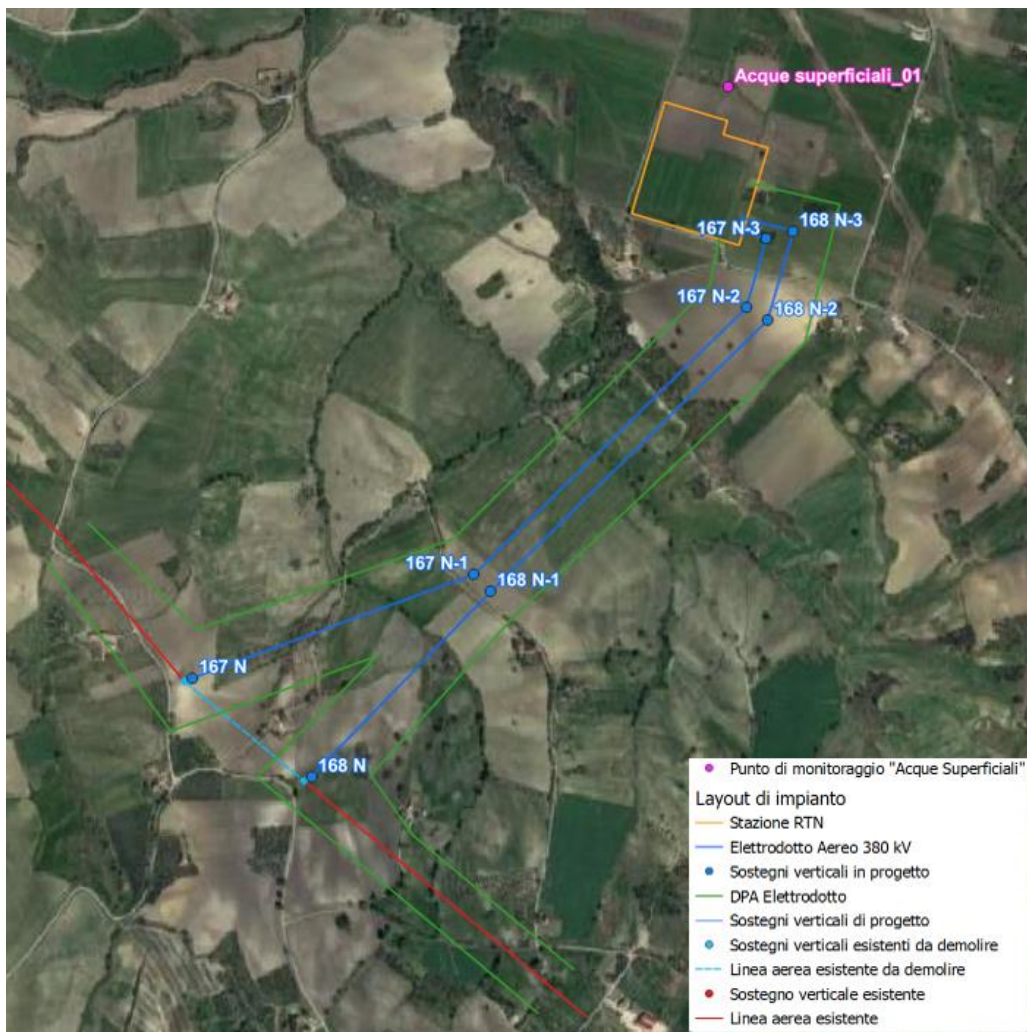 Acque superficiali_01
168 N-3
167 N-3
167 N-2
168 N-2
167 N-1
168 N-1
167 N
168 N
Punto di monitoraggio "Acque Superficiali"
Layout di impianto
Stazione RTN
Elettrodotto Aereo 380 kV
Sostegni verticali in progetto
DPA Elettrodotto
Sostegni verticali di progetto
Sostegni verticali esistenti da demolire
Linea aerea esistente da demolire
Sostegno verticale esistente
Linea aerea esistente